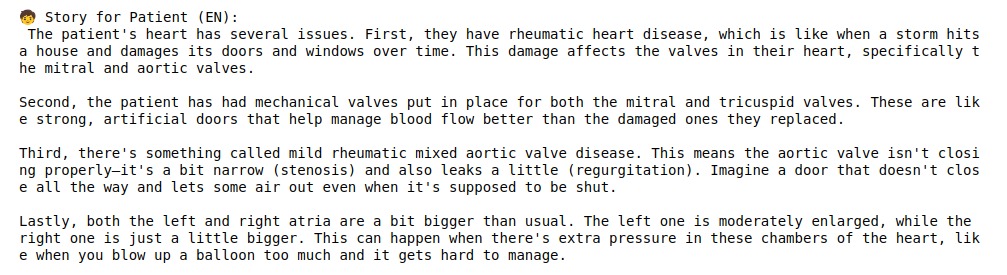 🧒 Story for Patient (EN):
The patient's heart has several issues. First, they have rheumatic heart disease, which is like when a storm hits
a house and damages its doors and windows over time. This damage affects the valves in their heart, specifically t
he mitral and aortic valves.

Second, the patient has had mechanical valves put in place for both the mitral and tricuspid valves. These are lik
e strong, artificial doors that help manage blood flow better than the damaged ones they replaced.

Third, there's something called mild rheumatic mixed aortic valve disease. This means the aortic valve isn't closi
ng properly—it's a bit narrow (stenosis) and also leaks a little (regurgitation). Imagine a door that doesn't clos
e all the way and lets some air out even when it's supposed to be shut.

Lastly, both the left and right atria are a bit bigger than usual. The left one is moderately enlarged, while the
right one is just a little bigger. This can happen when there's extra pressure in these chambers of the heart, lik
e when you blow up a balloon too much and it gets hard to manage.